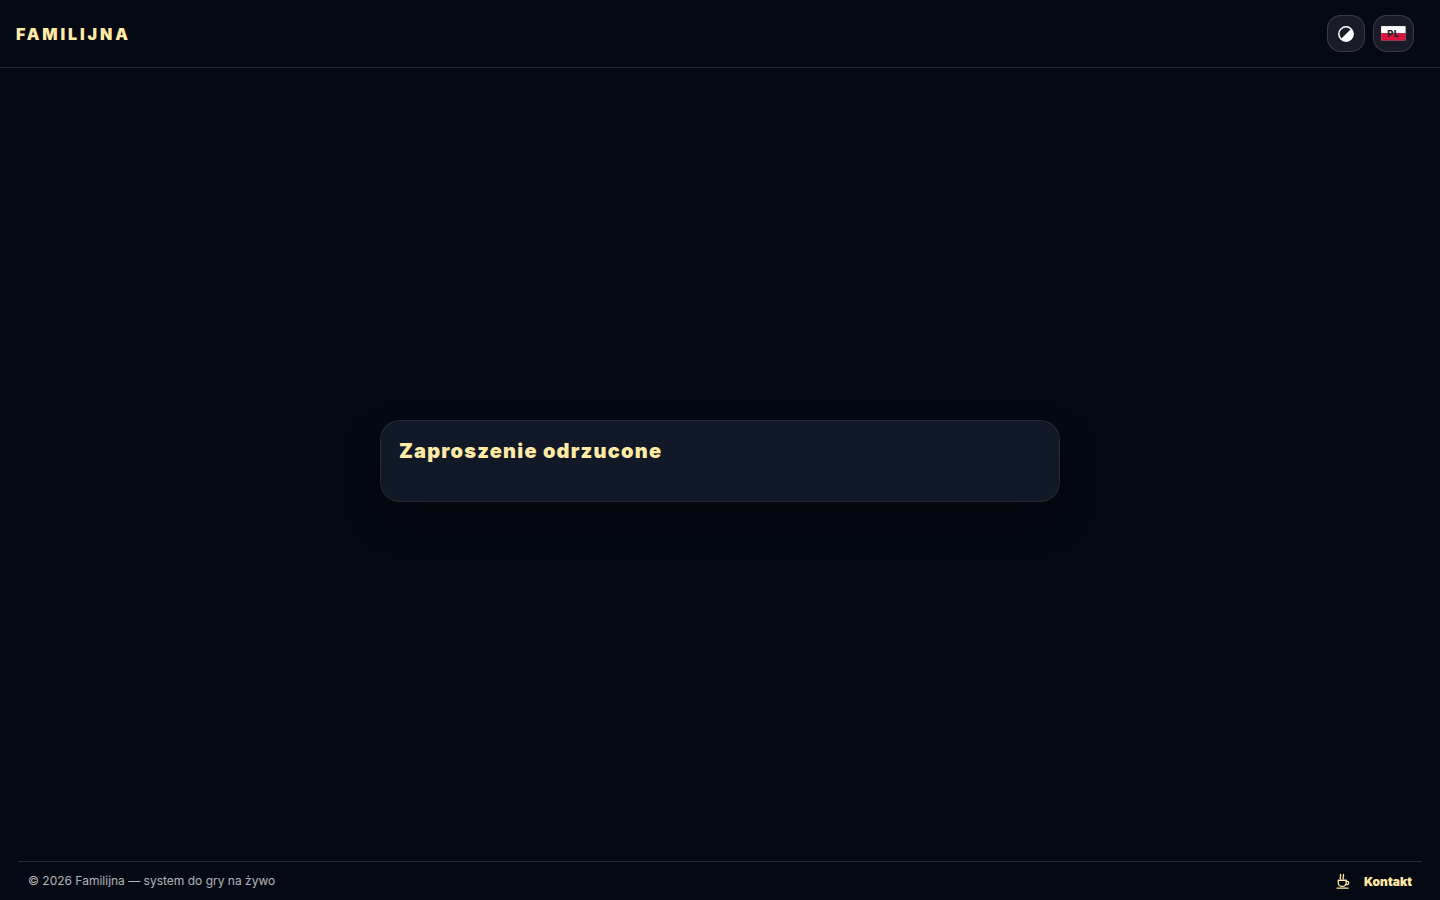 FAMILIJNA
PL
Zaproszenie odrzucone
© 2026 Familijna — system do gry na żywo
Kontakt